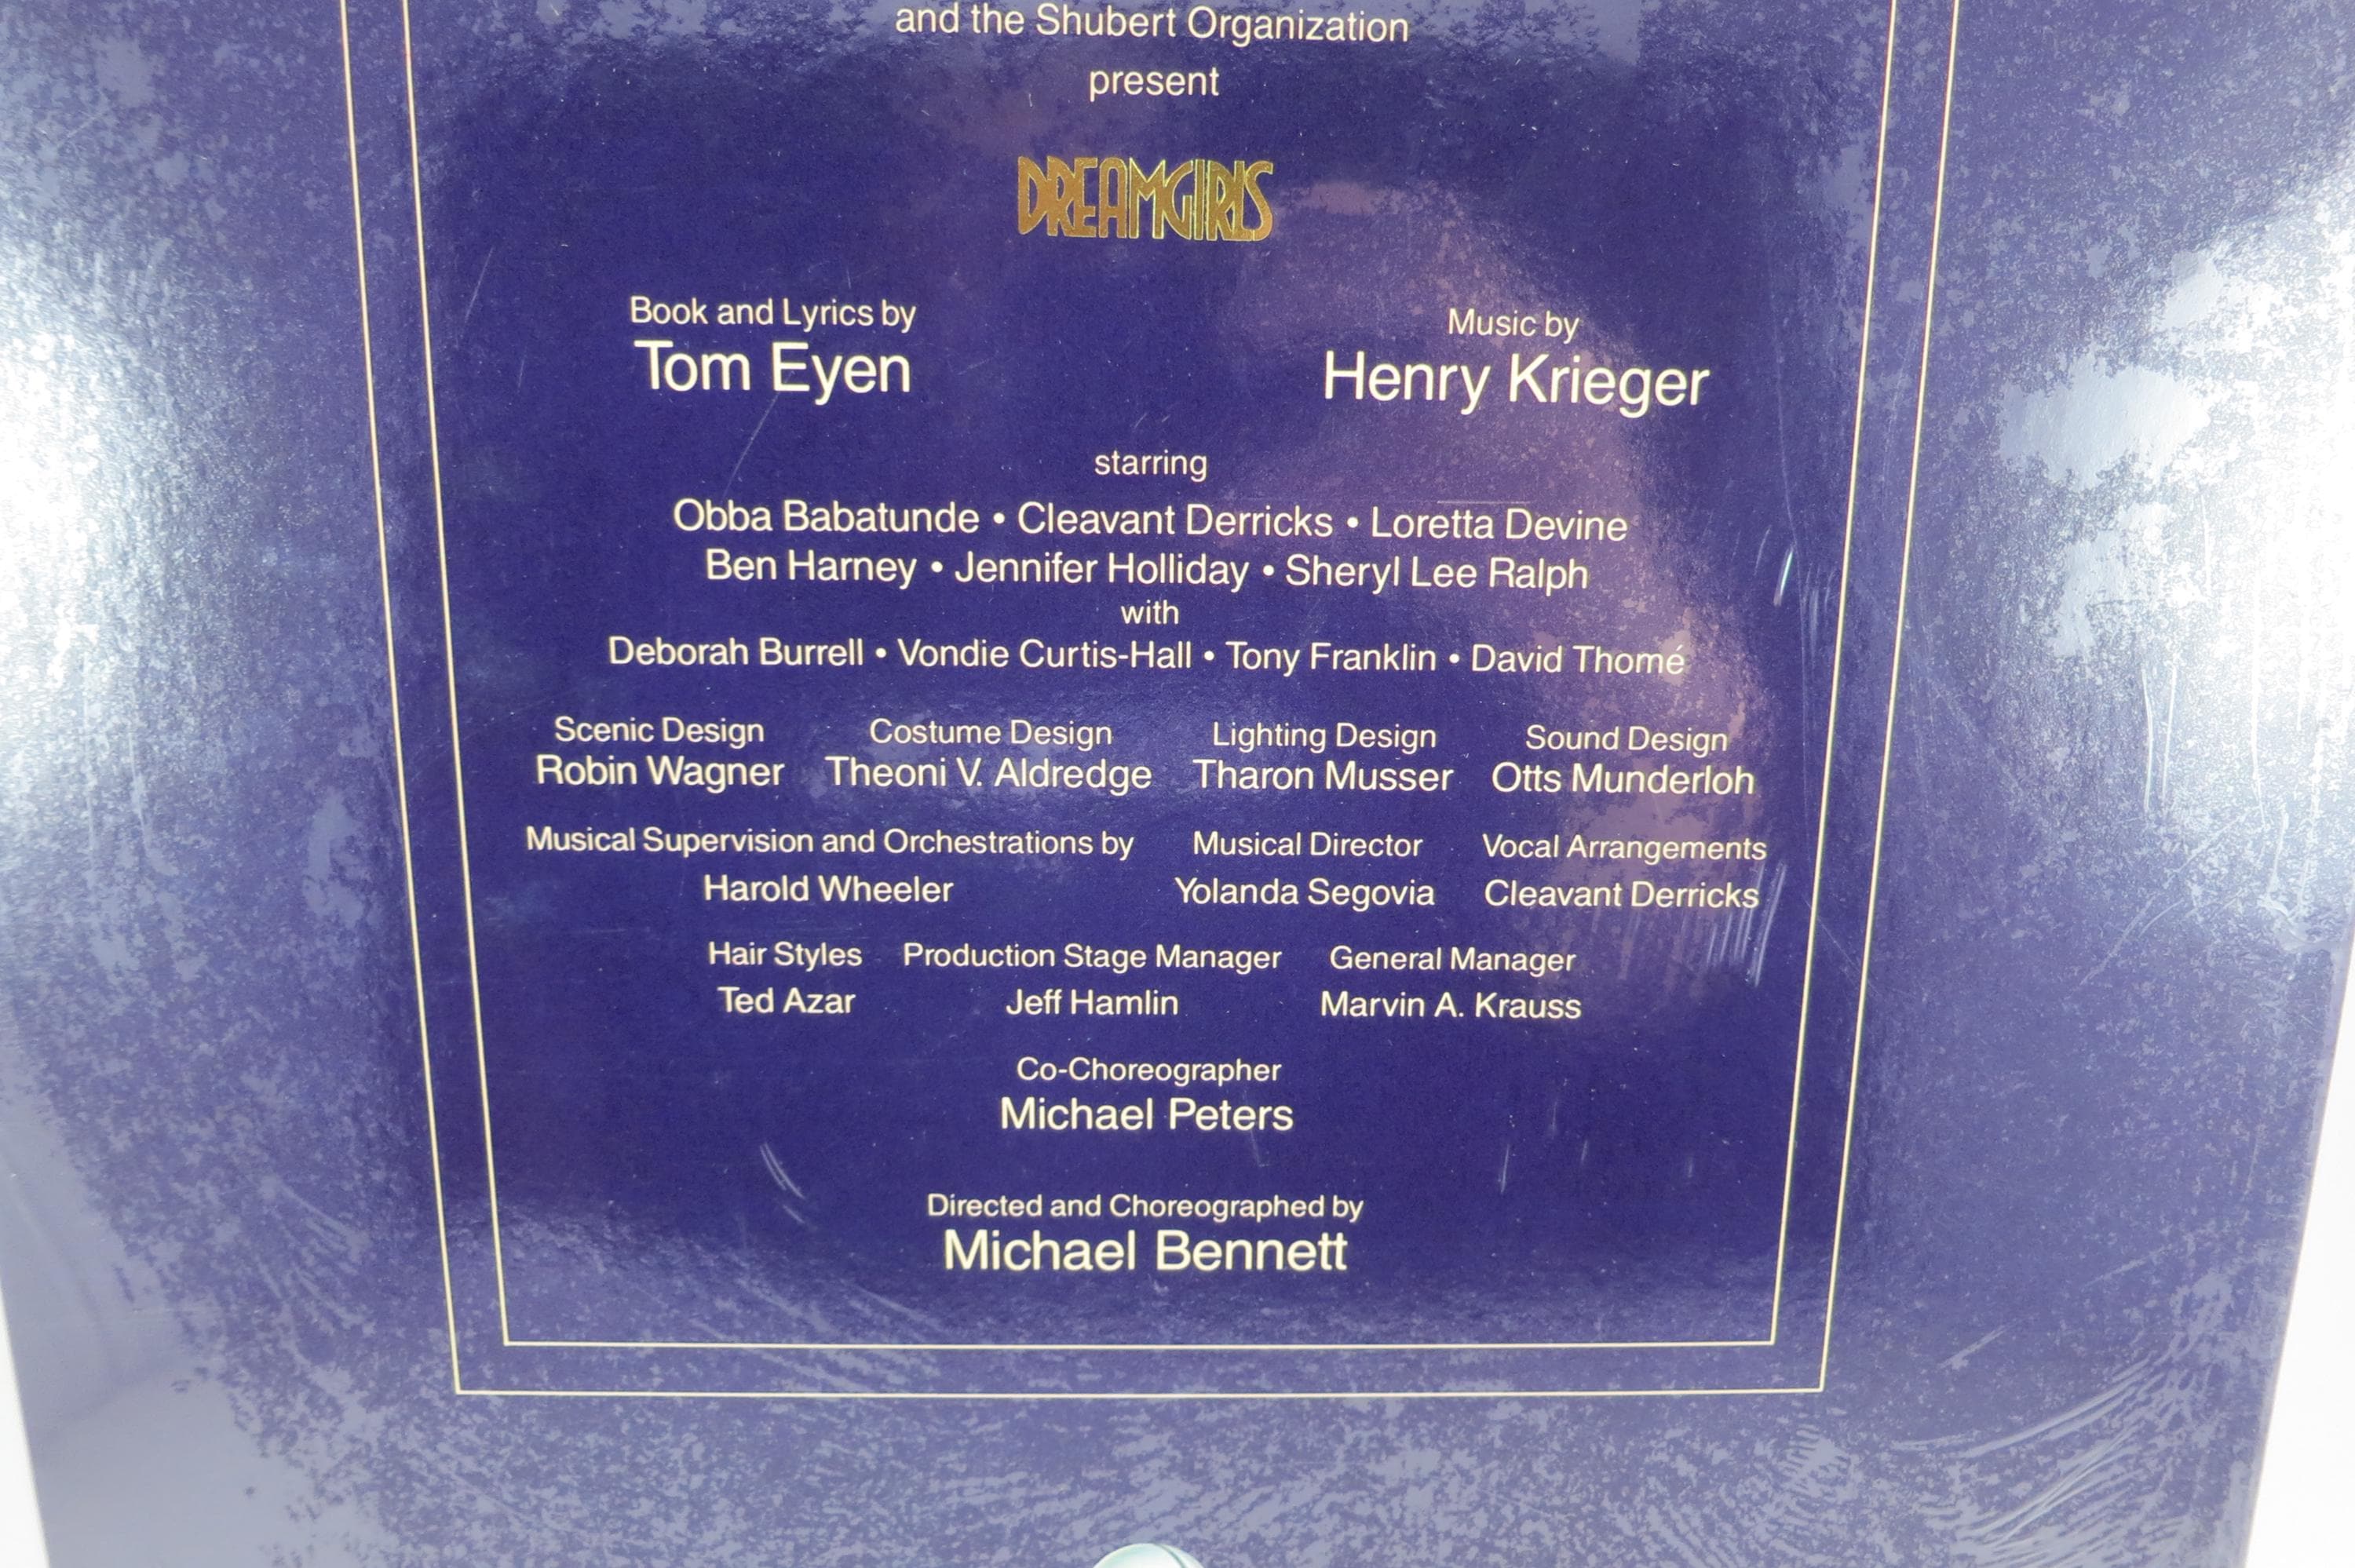 and the Shubert Organization
present
DREAMGIRLS
Book and Lyrics by
Tom Eyen
Music by
Henry Krieger
starring
Obba Babatunde • Cleavant Derricks • Loretta Devine
Ben Harney • Jennifer Holliday • Sheryl Lee Ralph
with
Deborah Burrell • Vondie Curtis-Hall • Tony Franklin • David Thomé
Scenic Design Costume Design Lighting Design Sound Design
Robin Wagner Theoni V. Aldredge Tharon Musser Otts Munderloh
Musical Supervision and Orchestrations by Musical Director Vocal Arrangements
Harold Wheeler Yolanda Segovia Cleavant Derricks
Hair Styles Production Stage Manager General Manager
Ted Azar Jeff Hamlin Marvin A. Krauss
Co-Choreographer
Michael Peters
Directed and Choreographed by
Michael Bennett